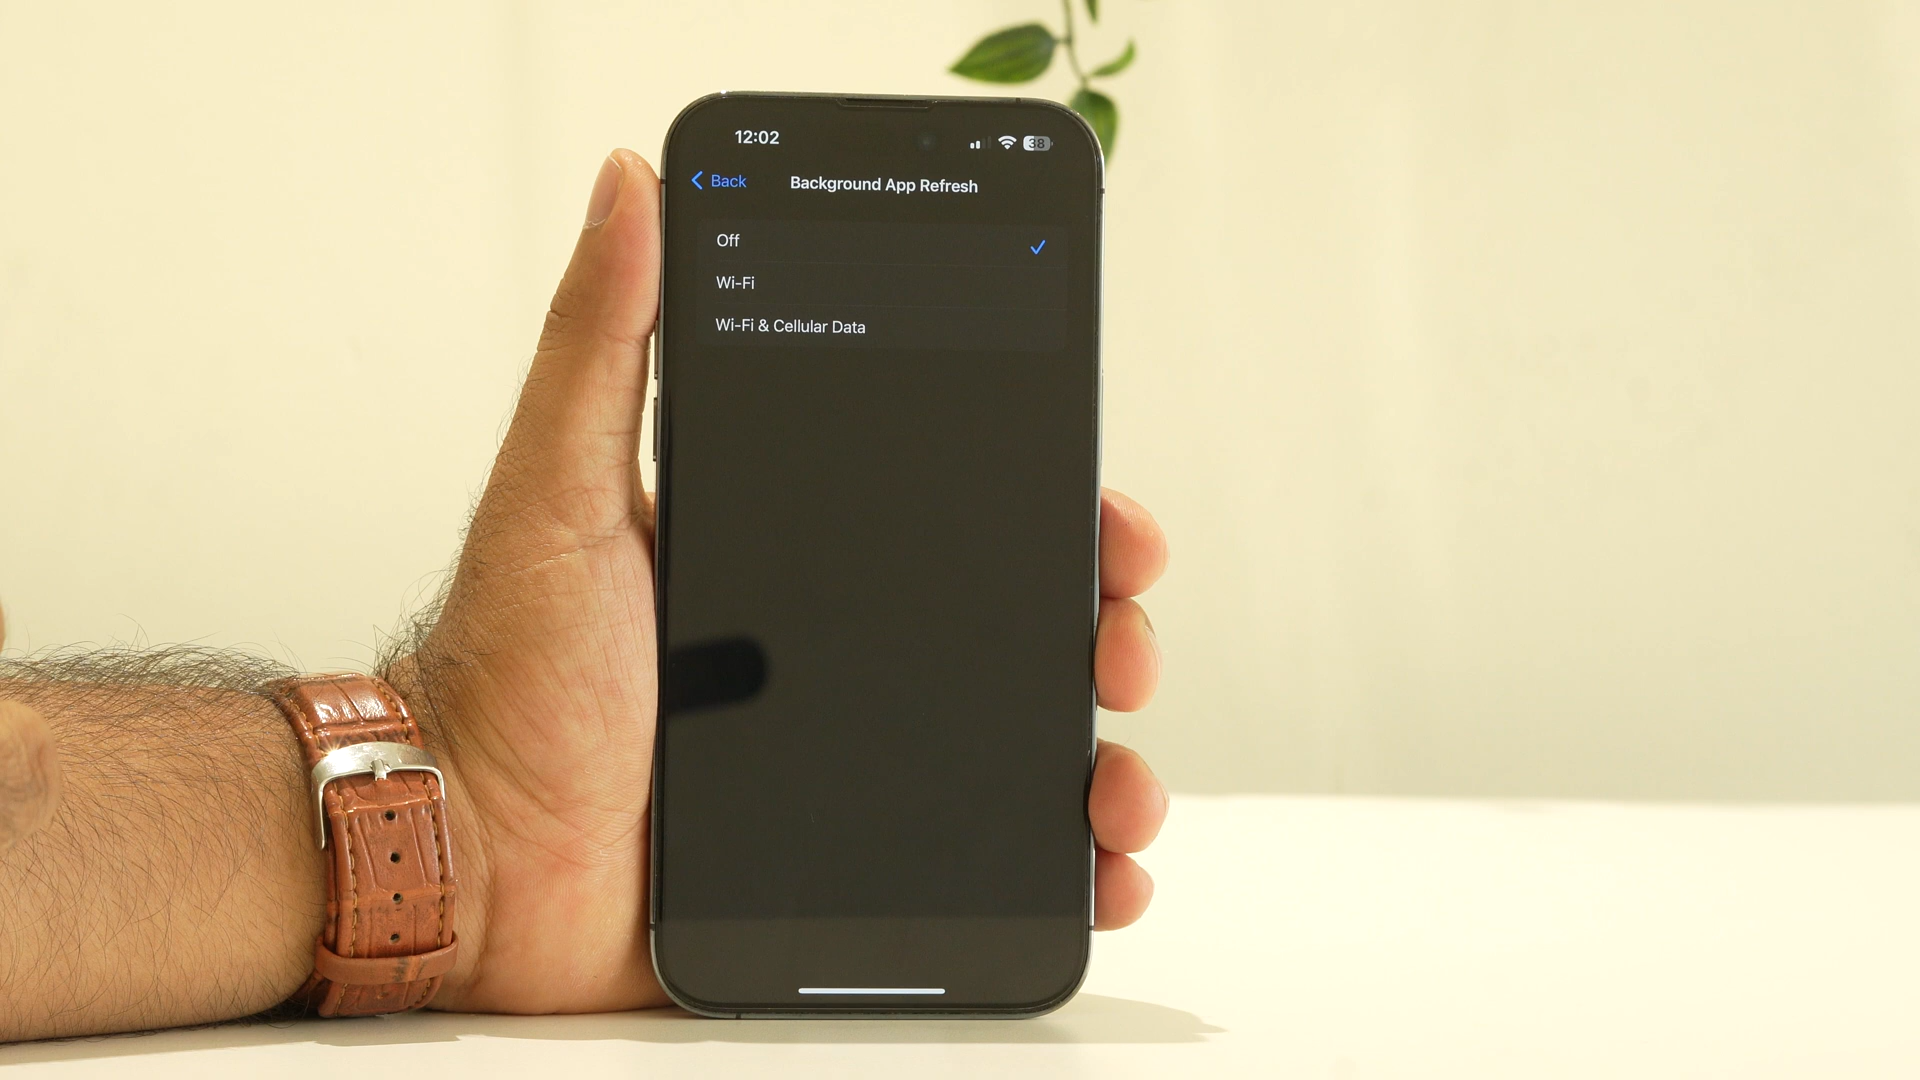 12:02
38
Back
Background App Refresh
Off
Wi-Fi
Wi-Fi & Cellular Data